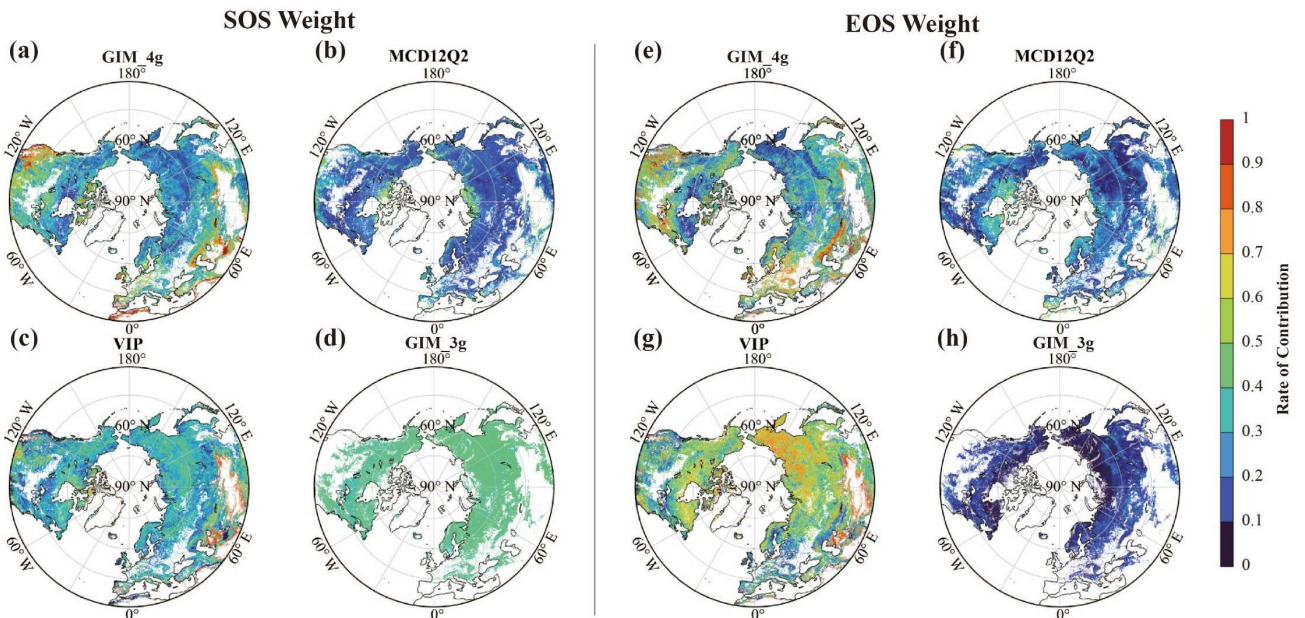 SOS Weight
EOS Weight
(a)
GIM_4g
180°
120° W
60° N
120° E
90° N
60° W
60° E
0°
(b)
MCD12Q2
180°
120° W
60° N
120° E
90° N
60° W
60° E
0°
(e)
GIM_4g
180°
120° W
60° N
120° E
90° N
60° W
60° E
0°
(f)
MCD12Q2
180°
120° W
60° N
120° E
90° N
60° W
60° E
0°
(c)
VIP
180°
120° W
60° N
120° E
90° N
60° W
60° E
0°
(d)
GIM_3g
180°
120° W
60° N
120° E
90° N
60° W
60° E
0°
(g)
VIP
180°
120° W
60° N
120° E
90° N
60° W
60° E
0°
(h)
GIM_3g
180°
120° W
60° N
120° E
90° N
60° W
60° E
0°
1
0.9
0.8
0.7
0.6
0.5
0.4
0.3
0.2
0.1
0
Rate of Contribution